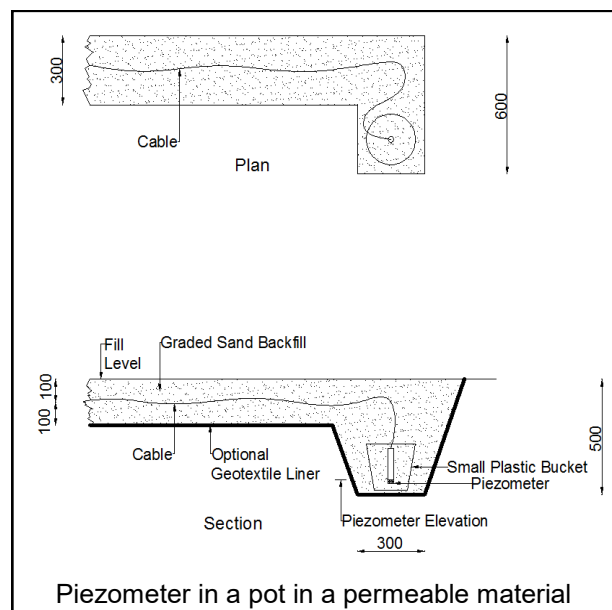 300
Cable
600
Plan
Fill
Level
Graded Sand Backfill
100
100
Cable
Optional
Geotextile Liner
Small Plastic Bucket
Piezometer
500
Section
Piezometer Elevation
300
Piezometer in a pot in a permeable material